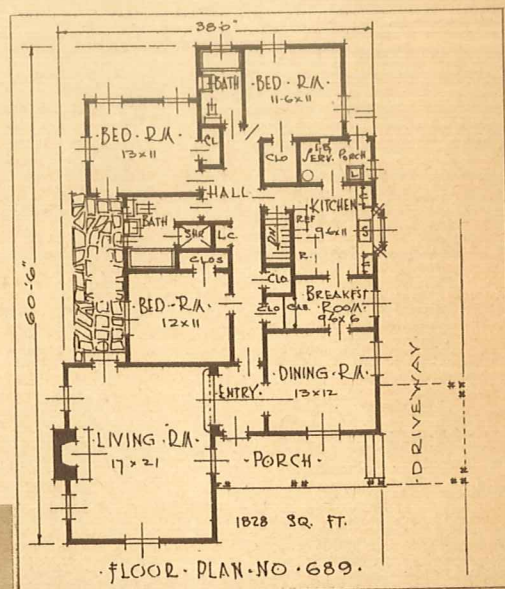 38'6"
BATH
BED · RM
11-6x11
BED · RM
13x11
CL
CLO
SERV. PORCH
L
HALL
KITCHEN
9-6x11
REF
S
R.
BATH
SHR
L.C.
CLOS
DN
CLO.
BREAKFST
ROOM
9-6x6
CLO
CAB.
BED · RM ·
12x11
60'-6"
DINING · RM
13x12
ENTRY
LIVING · RM
17x21
· PORCH ·
· DRIVEWAY
1828 SQ. FT.
· FLOOR · PLAN · NO · 689 ·